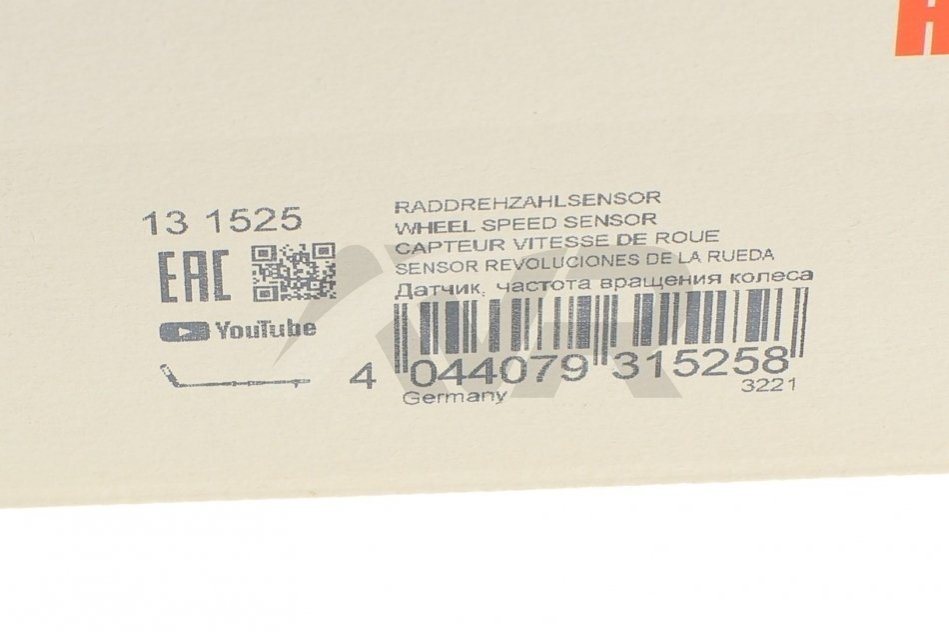 13 1525
EAC
YouTube
RADDREHZAHLSENSOR
WHEEL SPEED SENSOR
CAPTEUR VITESSE DE ROUE
SENSOR REVOLUCIONES DE LA RUEDA
Датчик, частота вращения колеса
4 044079 315258
Germany
3221